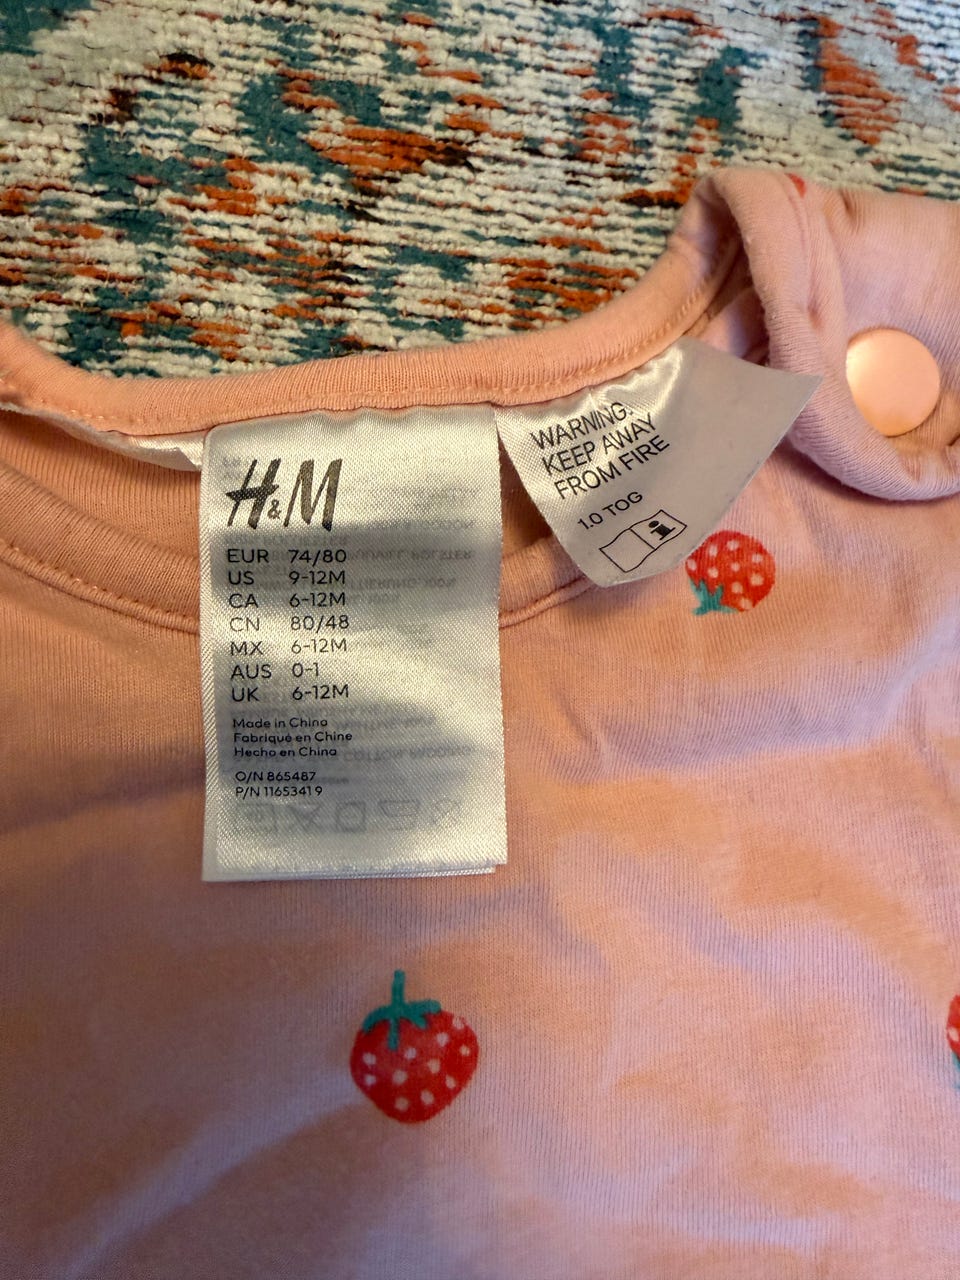 H&M
EUR 74/80
US 9-12M
CA 6-12M
CN 80/48
MX 6-12M
AUS 0-1
UK 6-12M
Made in China
Fabriqué en Chine
Hecho en China
O/N 865487
P/N 1165341 9
WARNING:
KEEP AWAY
FROM FIRE
1.0 TOG